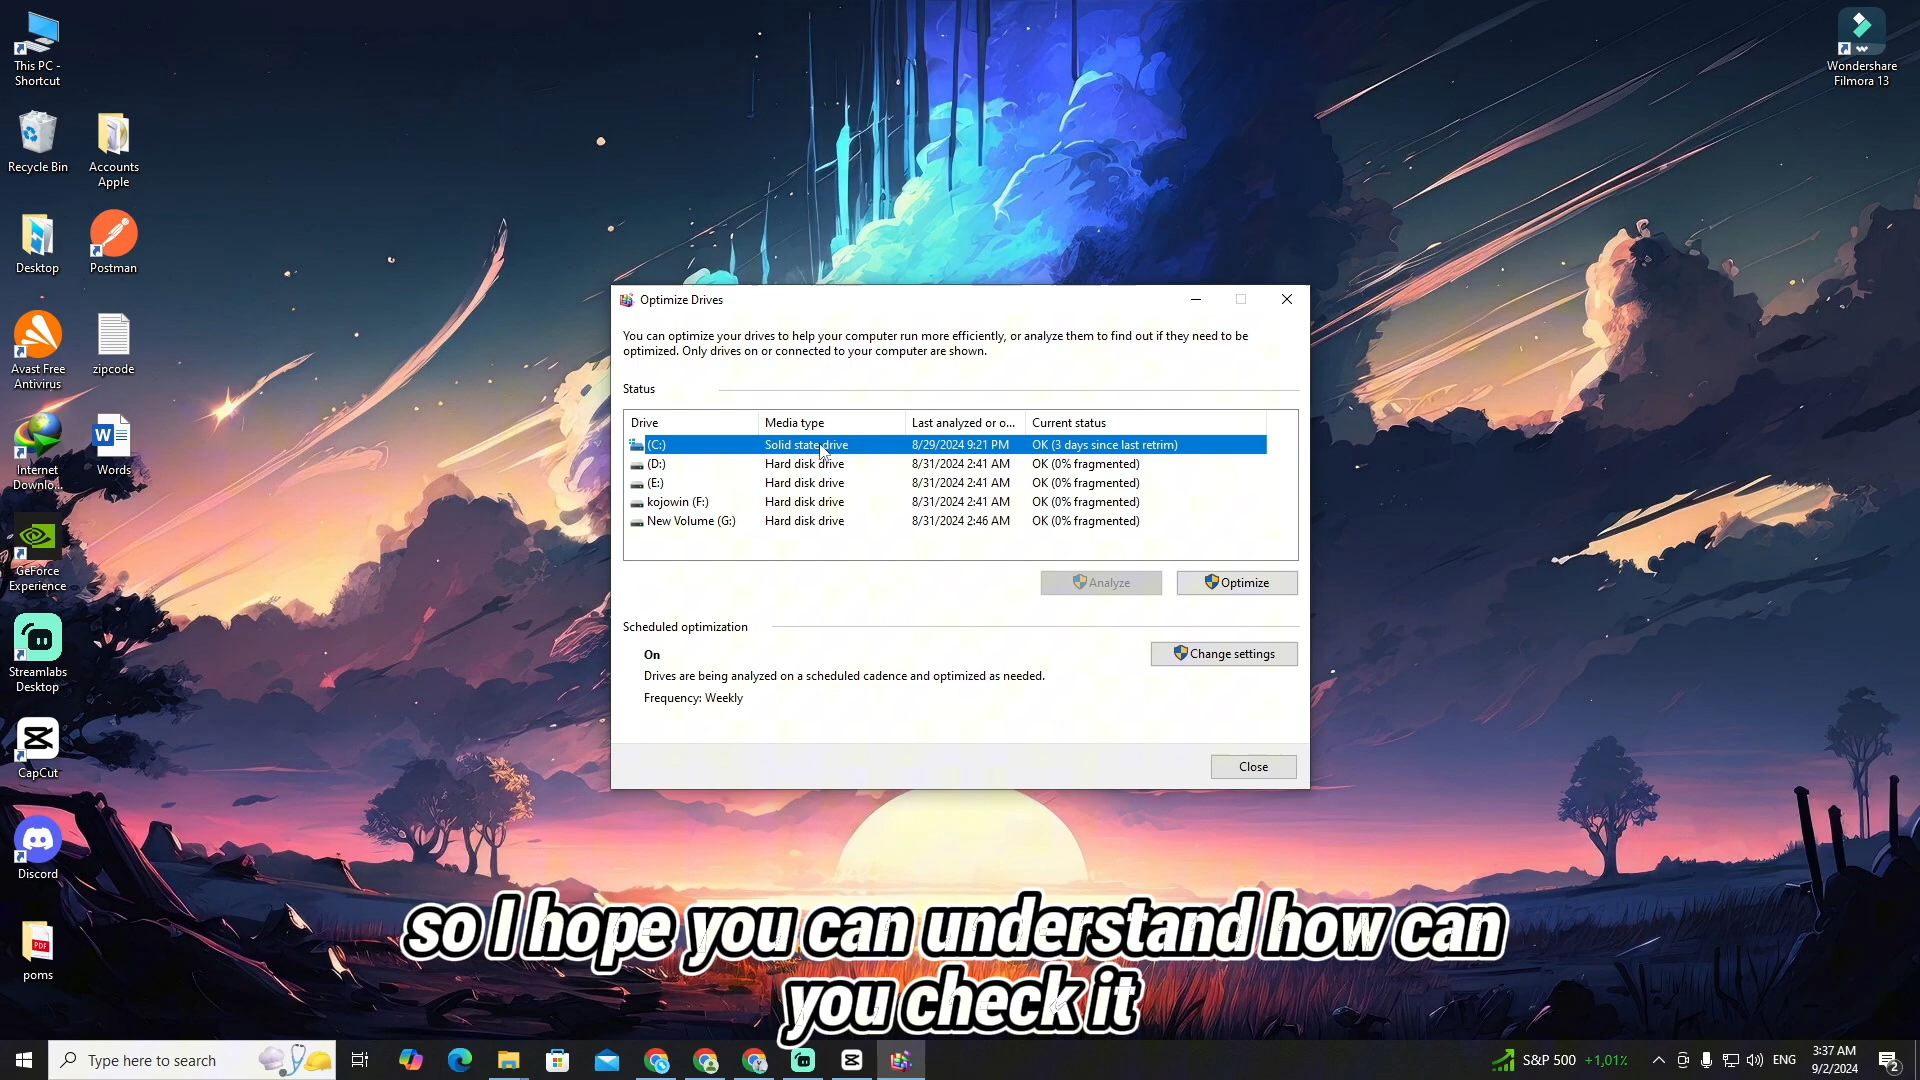 This PC -
Shortcut
Recycle Bin
Accounts
Apple
Desktop
Postman
Avast Free
Antivirus
zipcode
Internet
Downlo...
Words
GeForce
Experience
Streamlabs
Desktop
CapCut
Discord
PDF
poms
Wondershare
Filmora 13
Optimize Drives
You can optimize your drives to help your computer run more efficiently, or analyze them to find out if they need to be
optimized. Only drives on or connected to your computer are shown.
Status
Drive Media type Last analyzed or o... Current status
(C:) Solid state drive 8/29/2024 9:21 PM OK (3 days since last retrim)
(D:) Hard disk drive 8/31/2024 2:41 AM OK (0% fragmented)
(E:) Hard disk drive 8/31/2024 2:41 AM OK (0% fragmented)
kojowin (F:) Hard disk drive 8/31/2024 2:41 AM OK (0% fragmented)
New Volume (G:) Hard disk drive 8/31/2024 2:46 AM OK (0% fragmented)
Analyze Optimize
Scheduled optimization
On
Change settings
Drives are being analyzed on a scheduled cadence and optimized as needed.
Frequency: Weekly
Close
so I hope you can understand how can
you check it
Type here to search
S&P 500 +1,01%
ENG
3:37 AM
9/2/2024
2